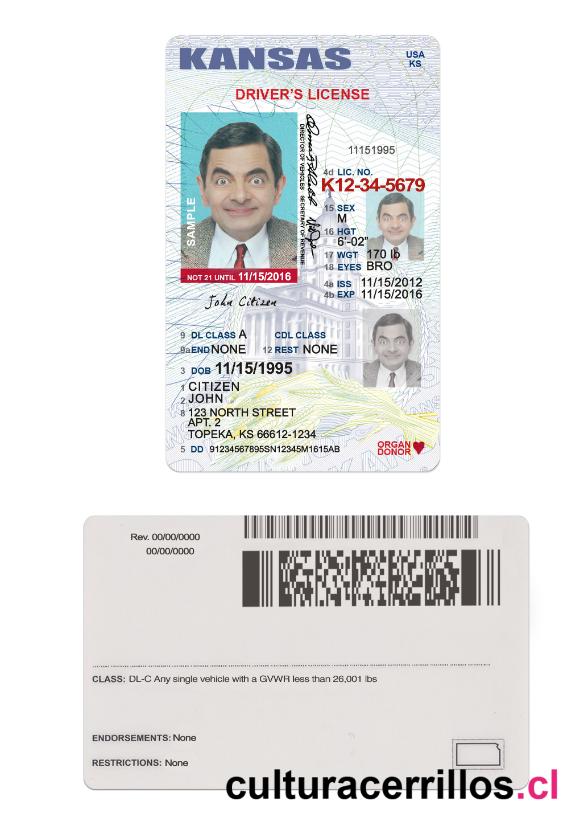 KANSAS
USA
KS
DRIVER'S LICENSE
11151995
DIRECTOR OF VEHICLES SECRETARY OF REVENUE
SAMPLE
4d LIC. NO.
K12-34-5679
15 SEX
M
16 HGT
6'-02"
17 WGT 170 lb
18 EYES BRO
4a ISS 11/15/2012
4b EXP 11/15/2016
NOT 21 UNTIL 11/15/2016
John Citizen
9 DL CLASS A CDL CLASS
9a END NONE 12 REST NONE
3 DOB 11/15/1995
1 CITIZEN
2 JOHN
8 123 NORTH STREET
APT. 2
TOPEKA, KS 66612-1234
5 DD 91234567895SN12345M1615AB
ORGAN
DONOR
Rev. 00/00/0000
00/00/0000
CLASS: DL-C Any single vehicle with a GVWR less than 26,001 lbs
ENDORSEMENTS: None
RESTRICTIONS: None
culturacerrillos.cl